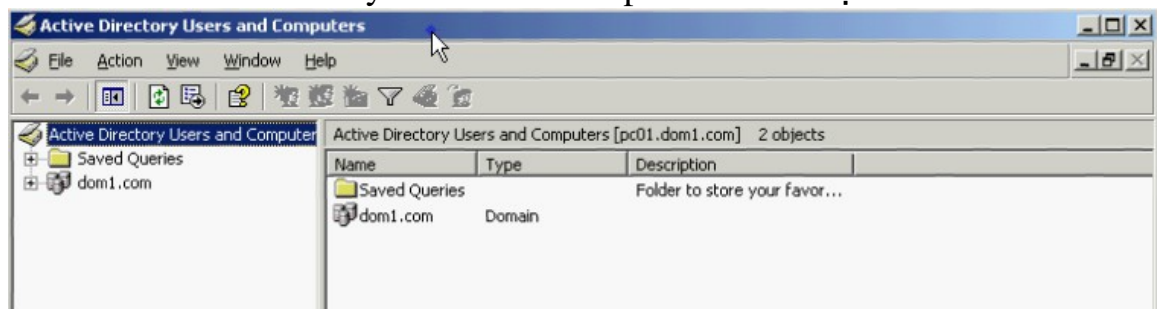 Active Directory Users and Computers
File Action View Window Help
Active Directory Users and Computer
Saved Queries
dom1.com
Active Directory Users and Computers [pc01.dom1.com] 2 objects
Name Type Description
Saved Queries Folder to store your favor...
dom1.com Domain